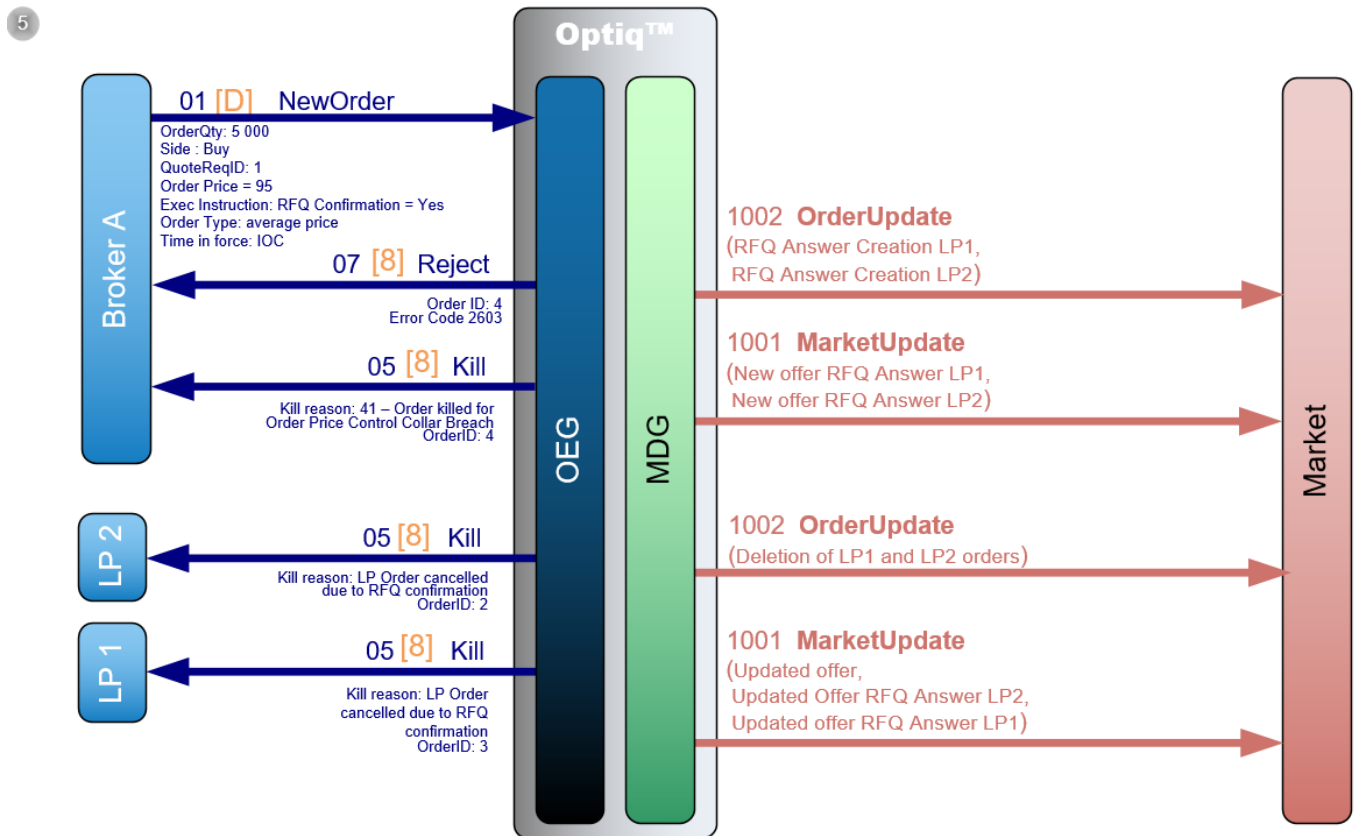 5
Optiq™
Broker A
01 [D] NewOrder
OrderQty: 5 000
Side : Buy
QuoteReqID: 1
Order Price = 95
Exec Instruction: RFQ Confirmation = Yes
Order Type: average price
Time in force: IOC
07 [8] Reject
Order ID: 4
Error Code 2603
05 [8] Kill
Kill reason: 41 – Order killed for
Order Price Control Collar Breach
OrderID: 4
LP 2
05 [8] Kill
Kill reason: LP Order cancelled
due to RFQ confirmation
OrderID: 2
LP 1
05 [8] Kill
Kill reason: LP Order
cancelled due to RFQ
confirmation
OrderID: 3
OEG
MDG
1002 OrderUpdate
(RFQ Answer Creation LP1,
RFQ Answer Creation LP2)
1001 MarketUpdate
(New offer RFQ Answer LP1,
New offer RFQ Answer LP2)
1002 OrderUpdate
(Deletion of LP1 and LP2 orders)
1001 MarketUpdate
(Updated offer,
Updated Offer RFQ Answer LP2,
Updated offer RFQ Answer LP1)
Market